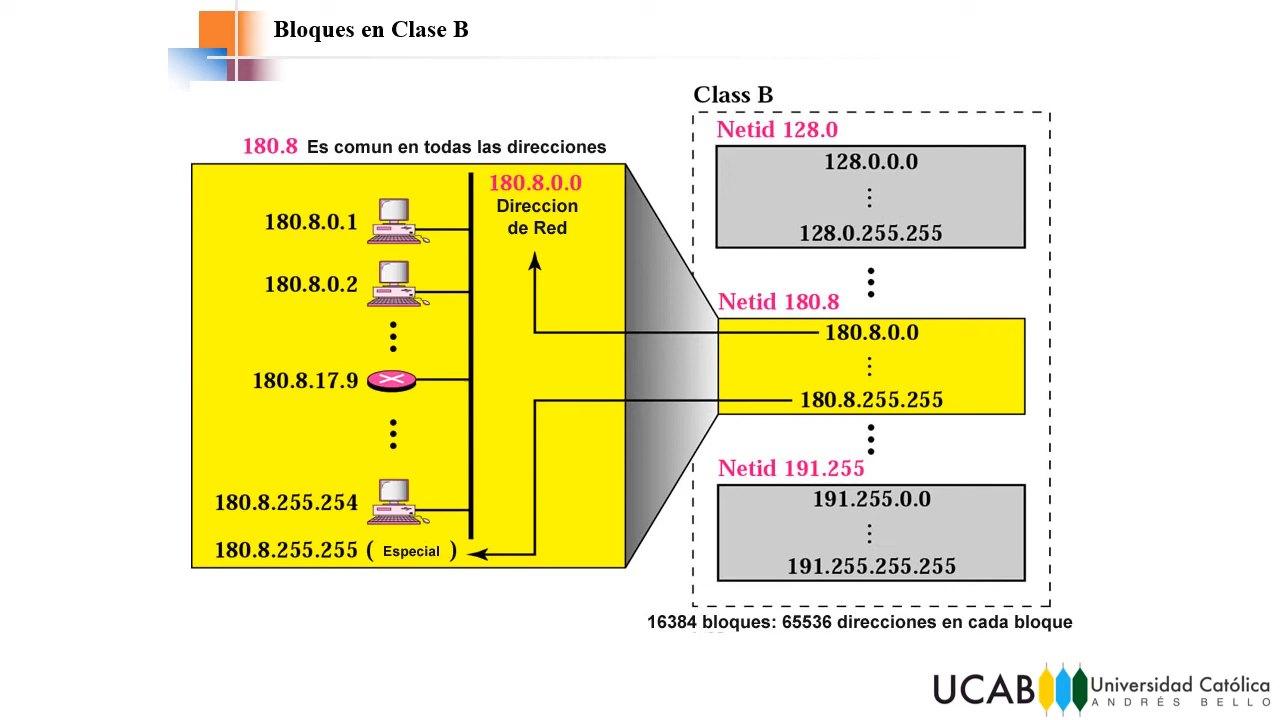 Bloques en Clase B
180.8 Es comun en todas las direcciones
180.8.0.0
Direccion
de Red
180.8.0.1
180.8.0.2
180.8.17.9
180.8.255.254
180.8.255.255 ( Especial )
Class B
Netid 128.0
128.0.0.0
128.0.255.255
Netid 180.8
180.8.0.0
180.8.255.255
Netid 191.255
191.255.0.0
191.255.255.255
16384 bloques: 65536 direcciones en cada bloque
UCAB Universidad Católica
ANDRÉS BELLO